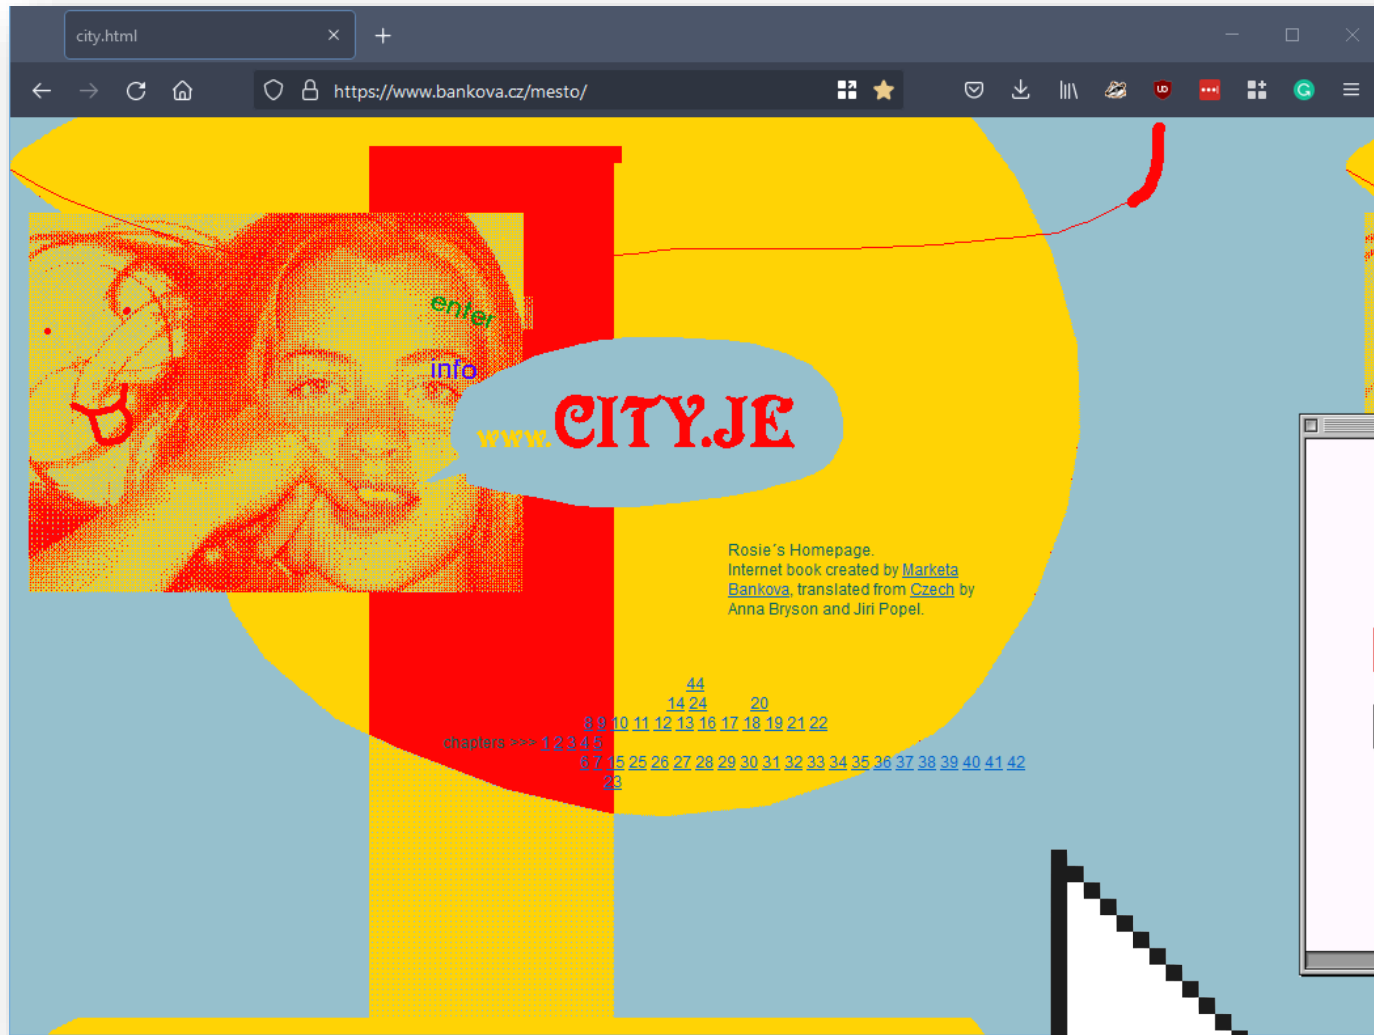 city.html
https://www.bankova.cz/mesto/
enter
info
www.CITY.JE
Rosie´s Homepage.
Internet book created by Marketa
Bankova, translated from Czech by
Anna Bryson and Jiri Popel.
44
14 24 20
8 9 10 11 12 13 16 17 18 19 21 22
chapters >>> 1 2 3 4 5
6 7 15 25 26 27 28 29 30 31 32 33 34 35 36 37 38 39 40 41 42
23